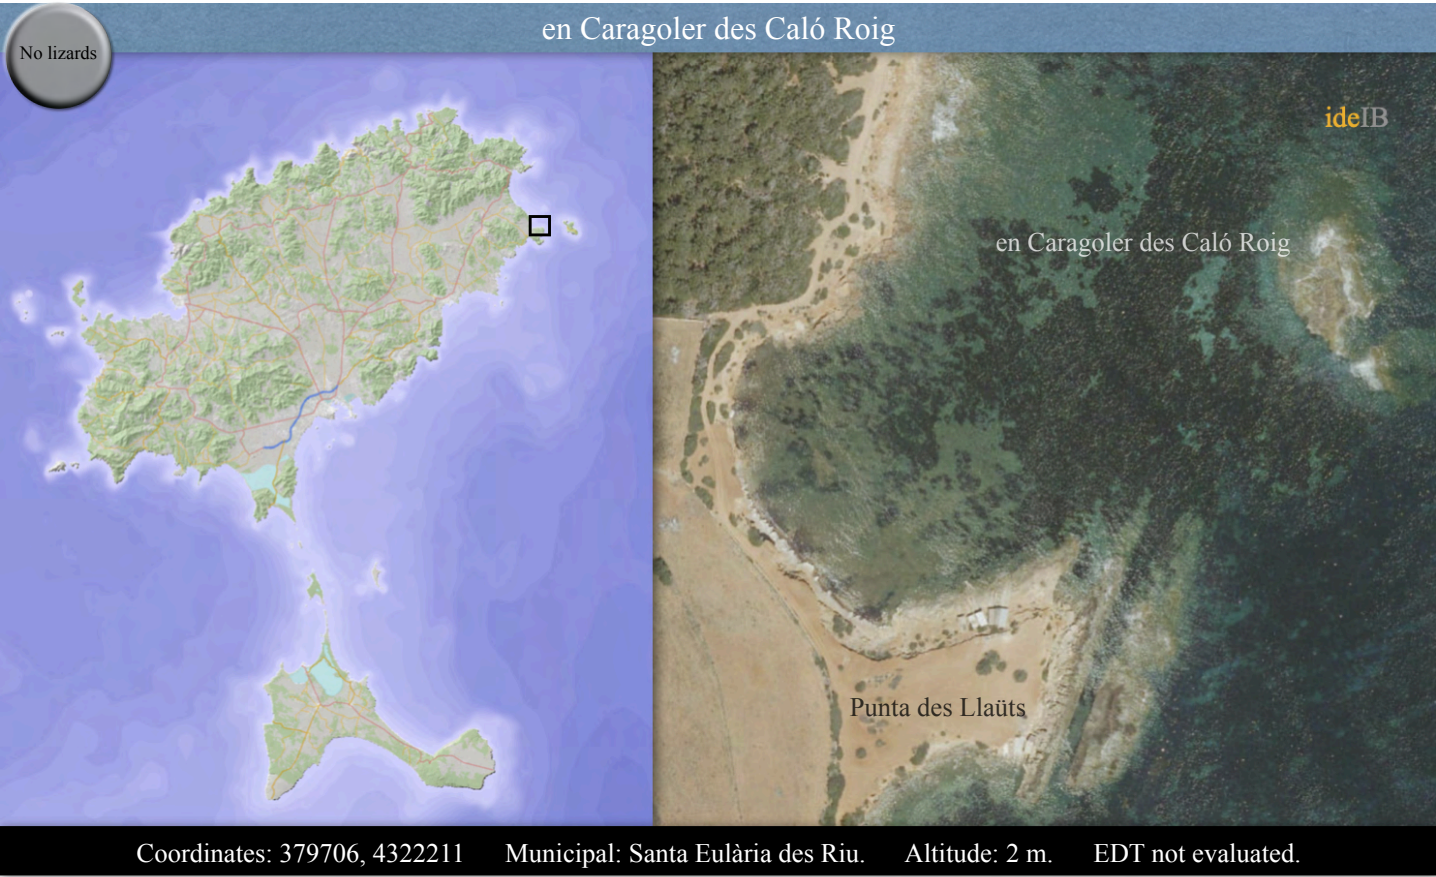 en Caragoler des Caló Roig
No lizards
ideIB
en Caragoler des Caló Roig
Punta des Llaüts
Coordinates: 379706, 4322211 Municipal: Santa Eulària des Riu. Altitude: 2 m. EDT not evaluated.